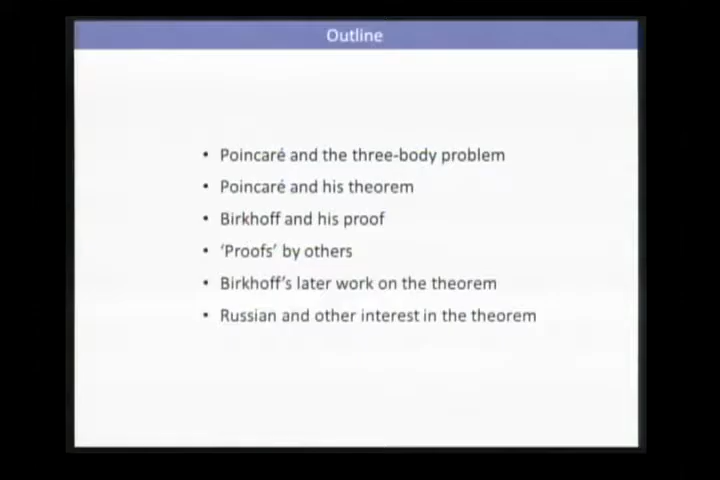 Outline
• Poincaré and the three-body problem
• Poincaré and his theorem
• Birkhoff and his proof
• ‘Proofs’ by others
• Birkhoff’s later work on the theorem
• Russian and other interest in the theorem